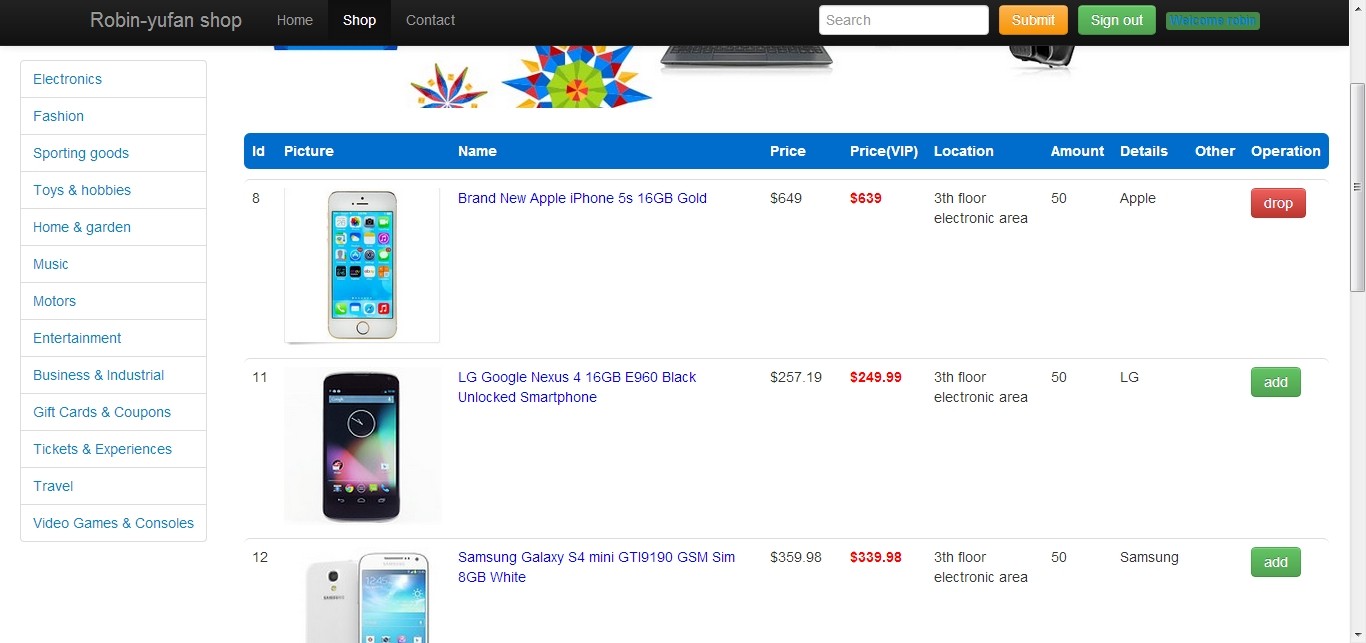 Robin-yufan shop Home Shop Contact Search Submit Sign out Welcome robin
Electronics
Fashion
Sporting goods
Toys & hobbies
Home & garden
Music
Motors
Entertainment
Business & Industrial
Gift Cards & Coupons
Tickets & Experiences
Travel
Video Games & Consoles
Id Picture Name Price Price(VIP) Location Amount Details Other Operation
8 Brand New Apple iPhone 5s 16GB Gold $649 $639 3th floor 50 Apple drop
electronic area
11 LG Google Nexus 4 16GB E960 Black $257.19 $249.99 3th floor 50 LG add
Unlocked Smartphone electronic area
12 Samsung Galaxy S4 mini GTI9190 GSM Sim $359.98 $339.98 3th floor 50 Samsung add
8GB White electronic area